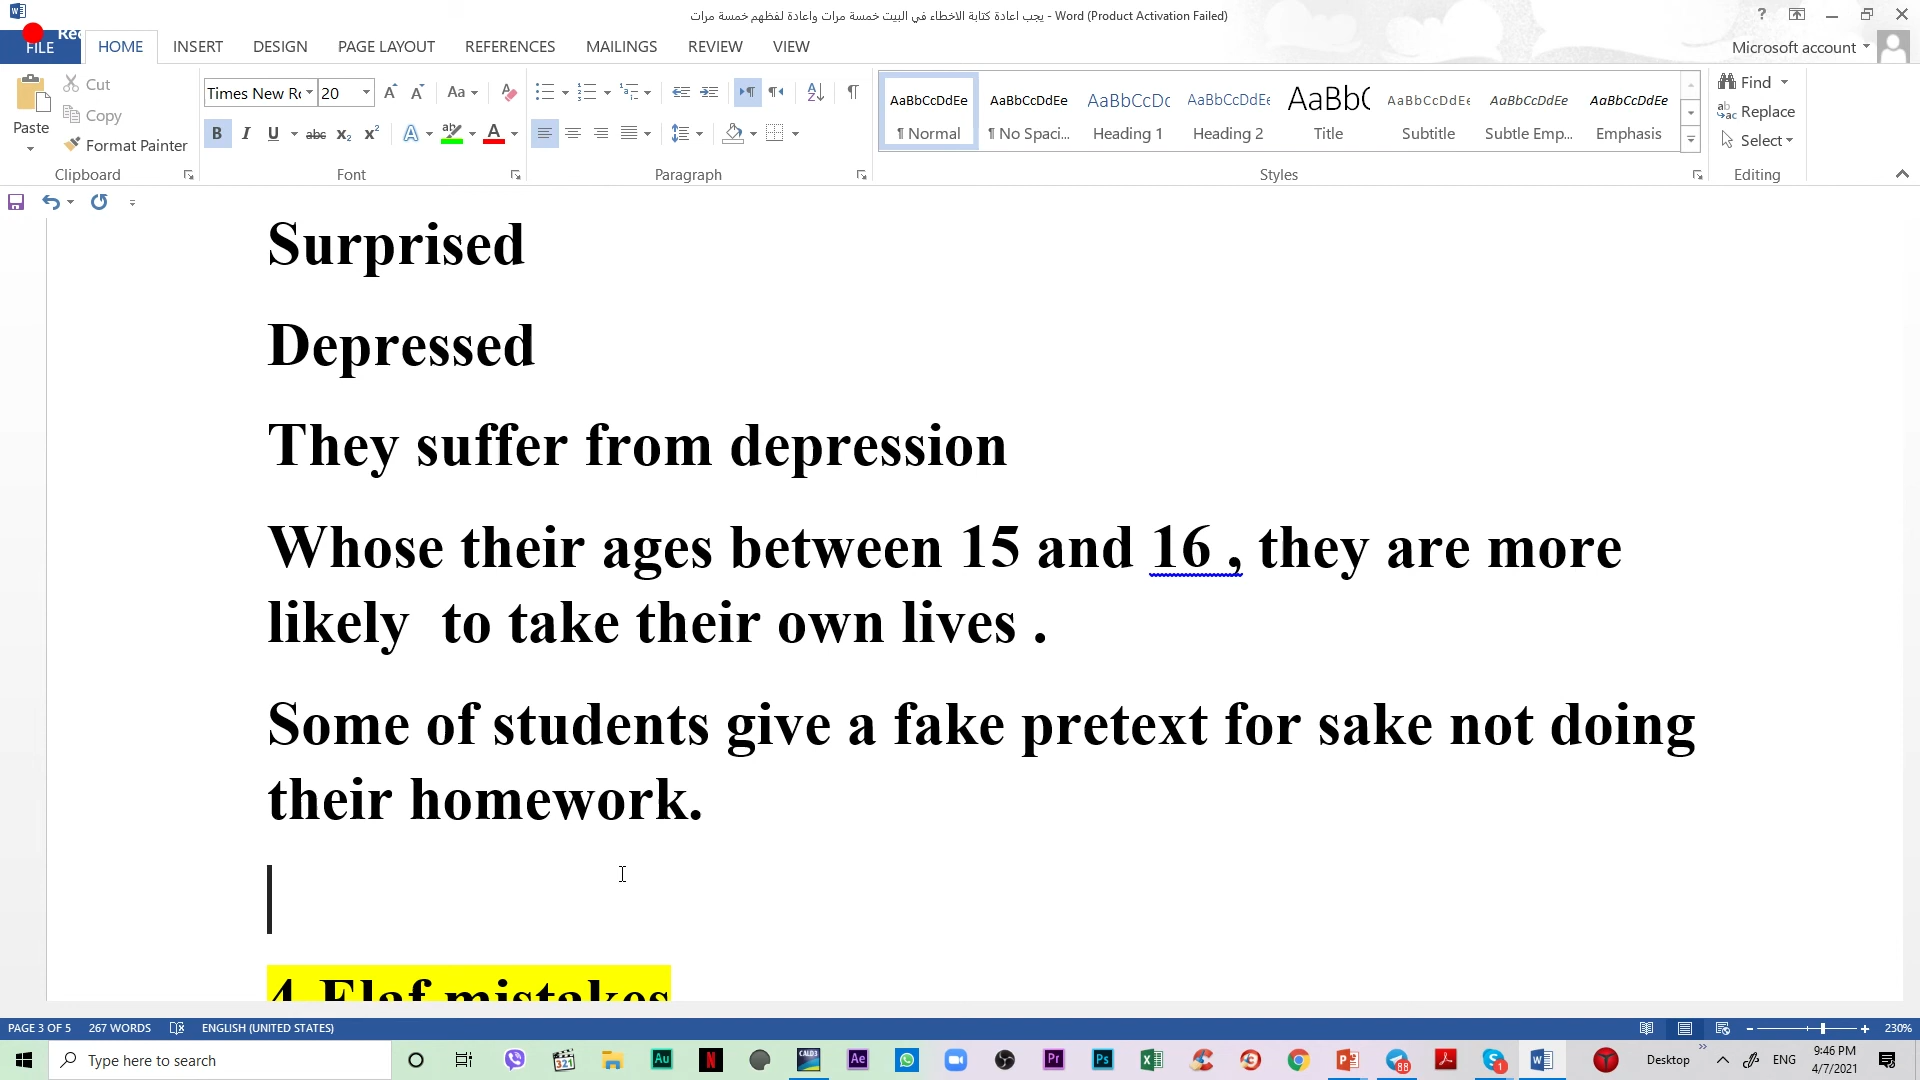 يجب اعادة كتابة الاخطاء في البيت خمسة مرات واعادة لفظهم خمسة مرات - Word (Product Activation Failed)
FILE HOME INSERT DESIGN PAGE LAYOUT REFERENCES MAILINGS REVIEW VIEW Microsoft account
Paste
Cut
Copy
Format Painter
Clipboard
Times New Ro 20
Font
Paragraph
AaBbCcDdEe AaBbCcDdEe AaBbCcDc AaBbCcDdEe AaBb( AaBbCcDdEe AaBbCcDdEe AaBbCcDdEe
¶ Normal ¶ No Spaci... Heading 1 Heading 2 Title Subtitle Subtle Emp... Emphasis
Styles
Find
Replace
Select
Editing
Surprised
Depressed
They suffer from depression
Whose their ages between 15 and 16 , they are more
likely  to take their own lives .
Some of students give a fake pretext for sake not doing
their homework.
4 Elaf mistakes
PAGE 3 OF 5 267 WORDS ENGLISH (UNITED STATES) 230%
Type here to search
Desktop ENG 9:46 PM
4/7/2021